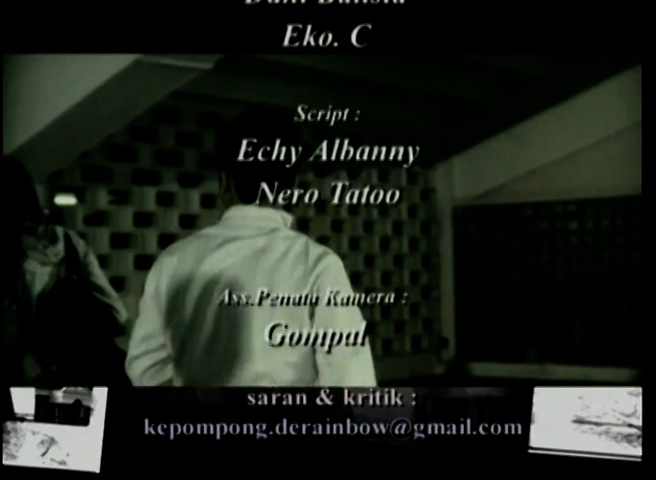 Eko. C
Script :
Echy Albanny
Nero Tatoo
Ass.Penata Kamera :
Gompal
saran & kritik :
kepompong.derainbow@gmail.com